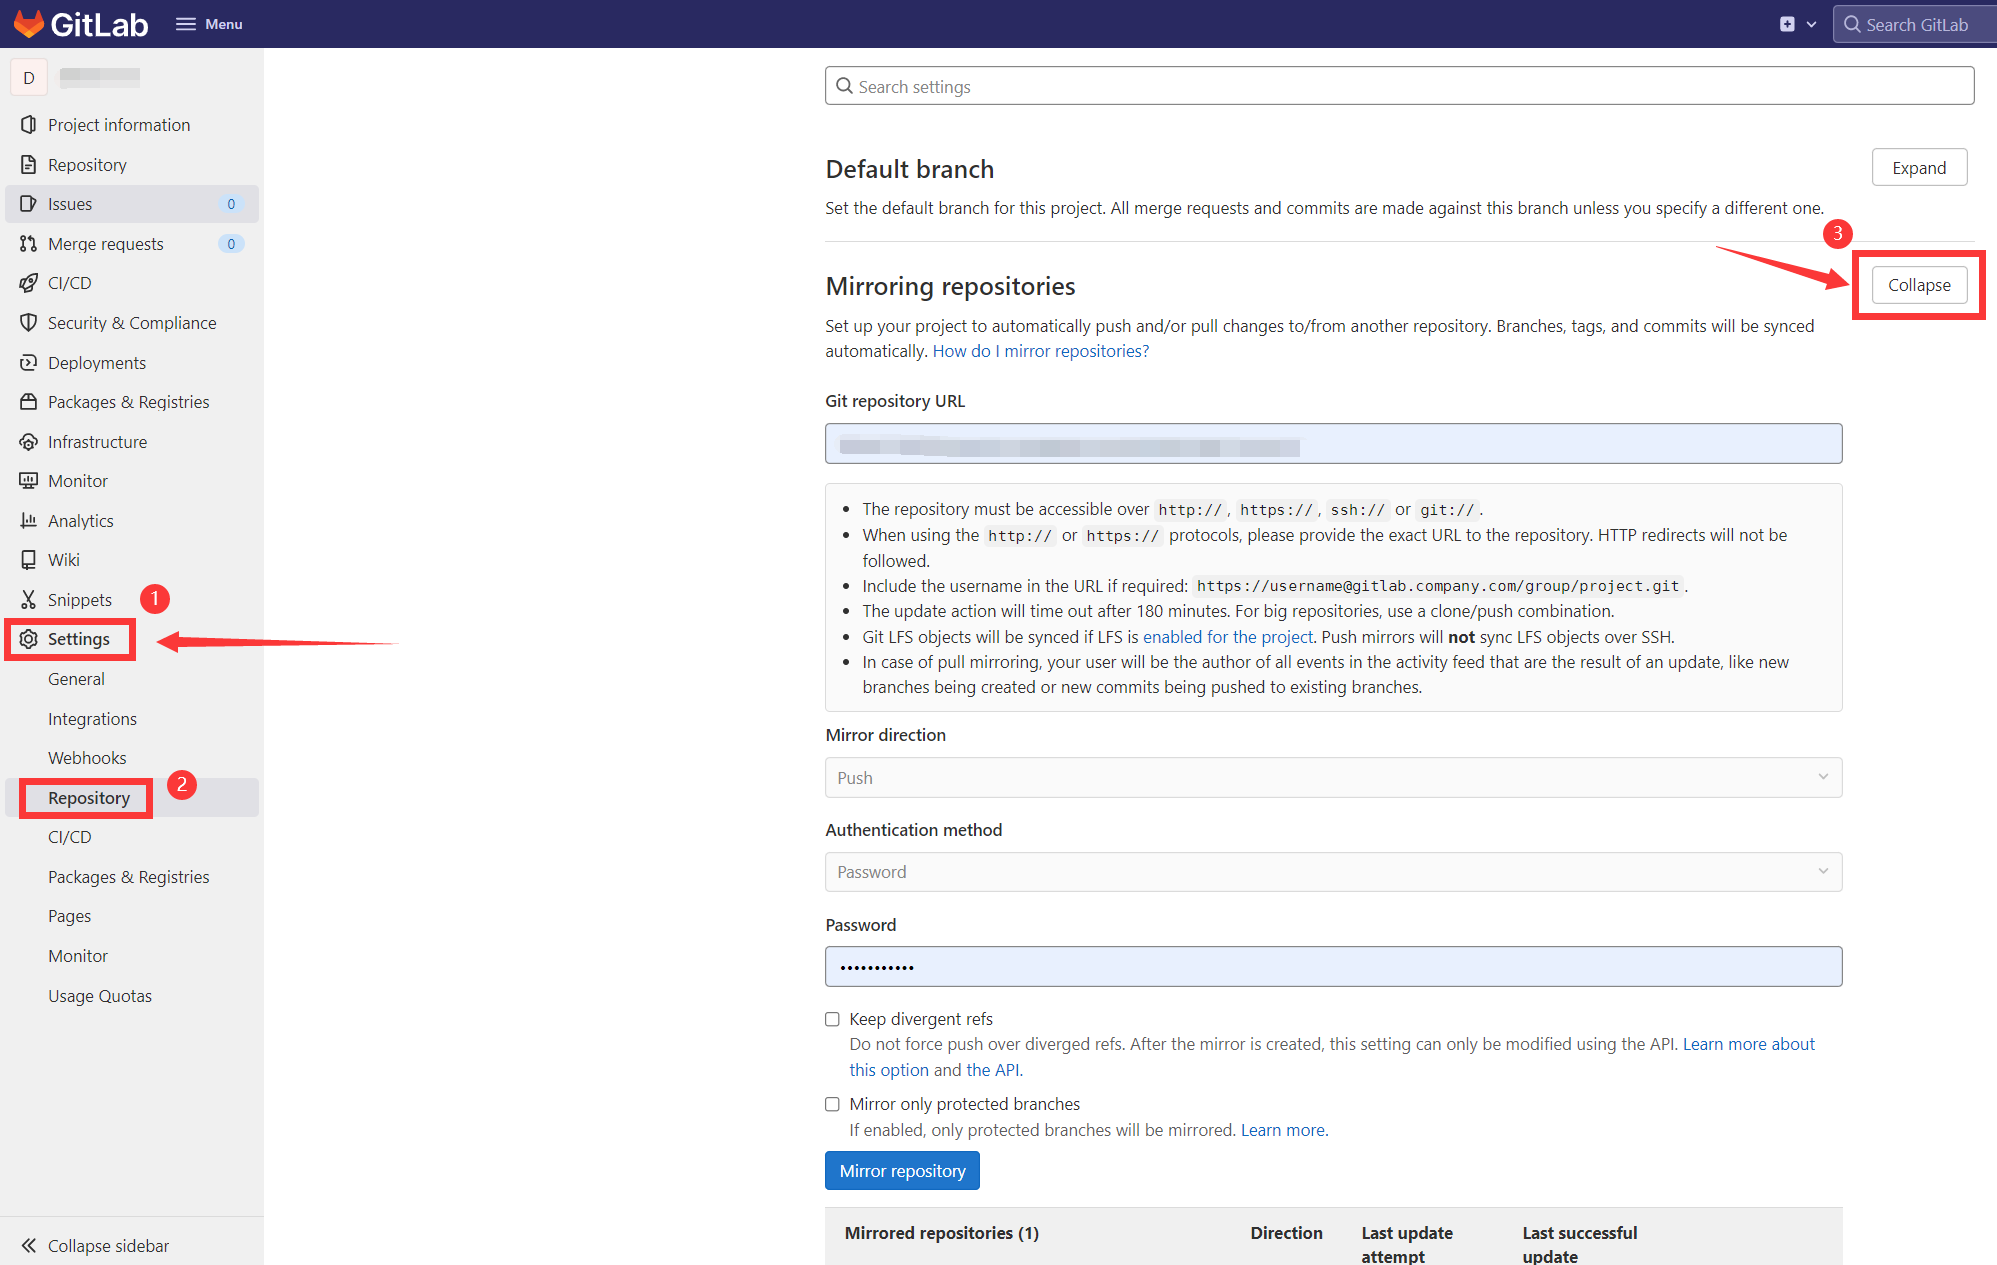 GitLab
Menu
Search GitLab
D
Project information
Repository
Issues 0
Merge requests 0
CI/CD
Security & Compliance
Deployments
Packages & Registries
Infrastructure
Monitor
Analytics
Wiki
Snippets
1
Settings
General
Integrations
Webhooks
Repository
2
CI/CD
Packages & Registries
Pages
Monitor
Usage Quotas
Collapse sidebar
Search settings
Default branch
Expand
Set the default branch for this project. All merge requests and commits are made against this branch unless you specify a different one.
3
Mirroring repositories
Collapse
Set up your project to automatically push and/or pull changes to/from another repository. Branches, tags, and commits will be synced
automatically. How do I mirror repositories?
Git repository URL
• The repository must be accessible over http://, https://, ssh:// or git://.
• When using the http:// or https:// protocols, please provide the exact URL to the repository. HTTP redirects will not be
followed.
• Include the username in the URL if required: https://username@gitlab.company.com/group/project.git.
• The update action will time out after 180 minutes. For big repositories, use a clone/push combination.
• Git LFS objects will be synced if LFS is enabled for the project. Push mirrors will not sync LFS objects over SSH.
• In case of pull mirroring, your user will be the author of all events in the activity feed that are the result of an update, like new
branches being created or new commits being pushed to existing branches.
Mirror direction
Push
Authentication method
Password
Password
•••••••••••
Keep divergent refs
Do not force push over diverged refs. After the mirror is created, this setting can only be modified using the API. Learn more about
this option and the API.
Mirror only protected branches
If enabled, only protected branches will be mirrored. Learn more.
Mirror repository
Mirrored repositories (1) Direction Last update Last successful
attempt update